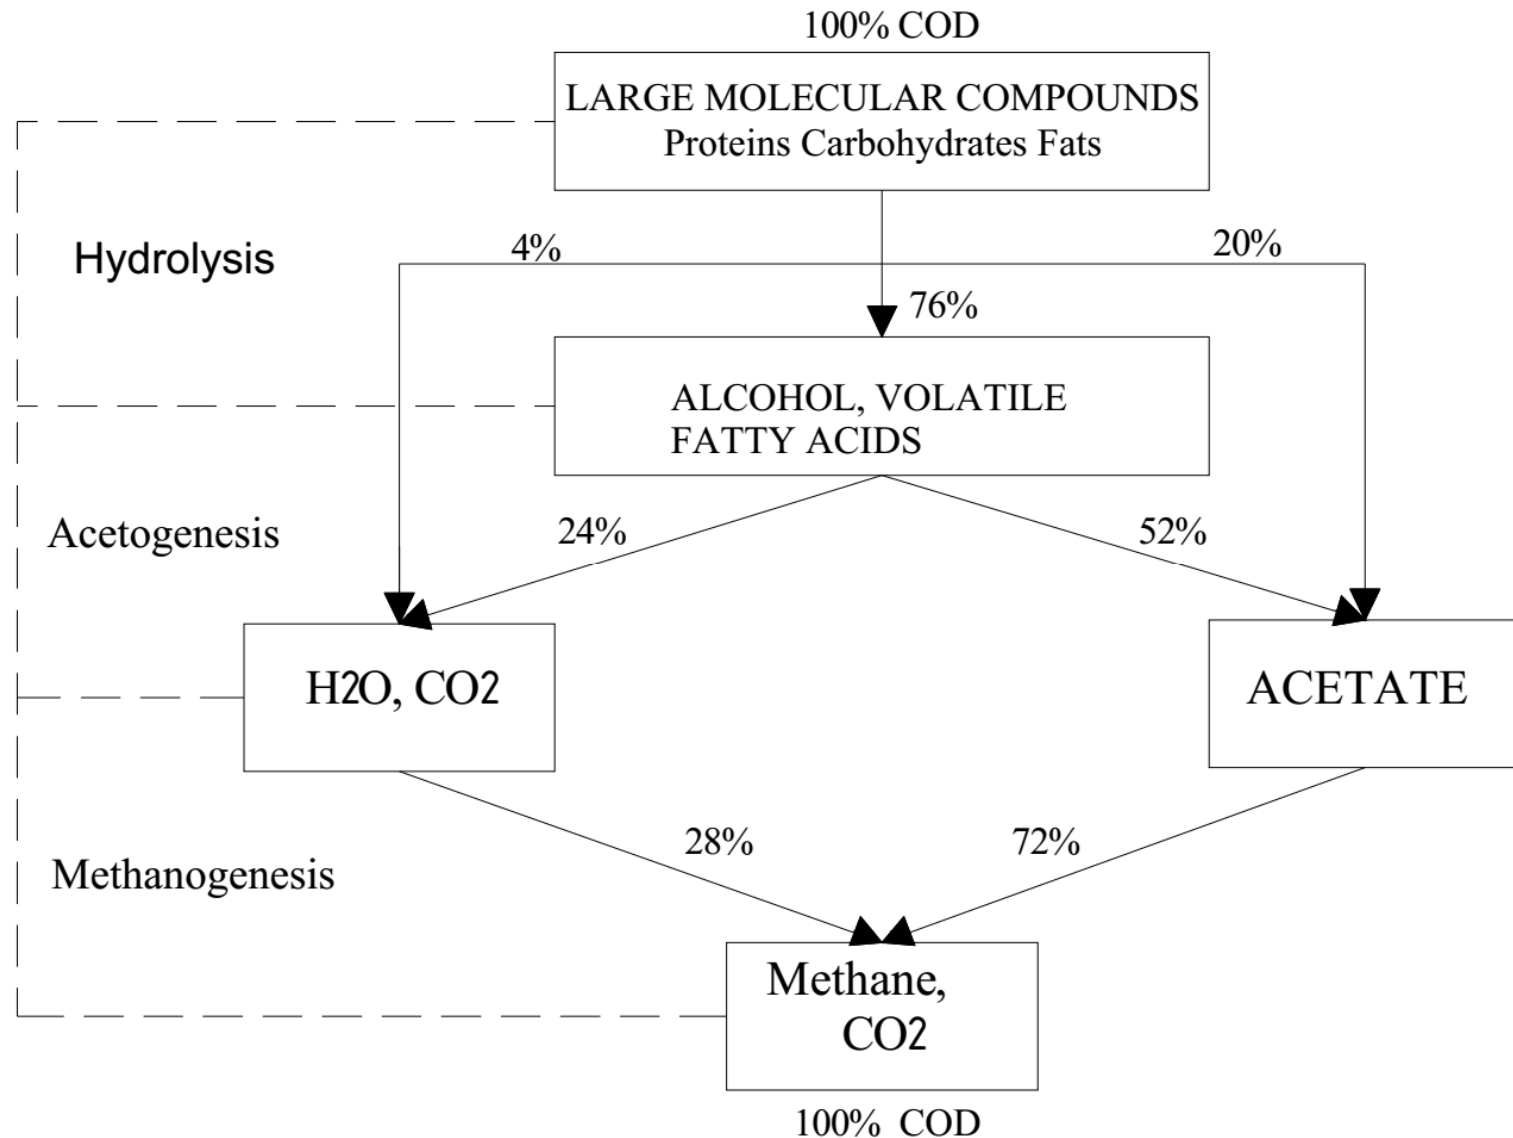 100% COD
LARGE MOLECULAR COMPOUNDS
Proteins Carbohydrates Fats
Hydrolysis
4%
20%
76%
ALCOHOL, VOLATILE
FATTY ACIDS
Acetogenesis
24%
52%
H2O, CO2
ACETATE
Methanogenesis
28%
72%
Methane,
CO2
100% COD